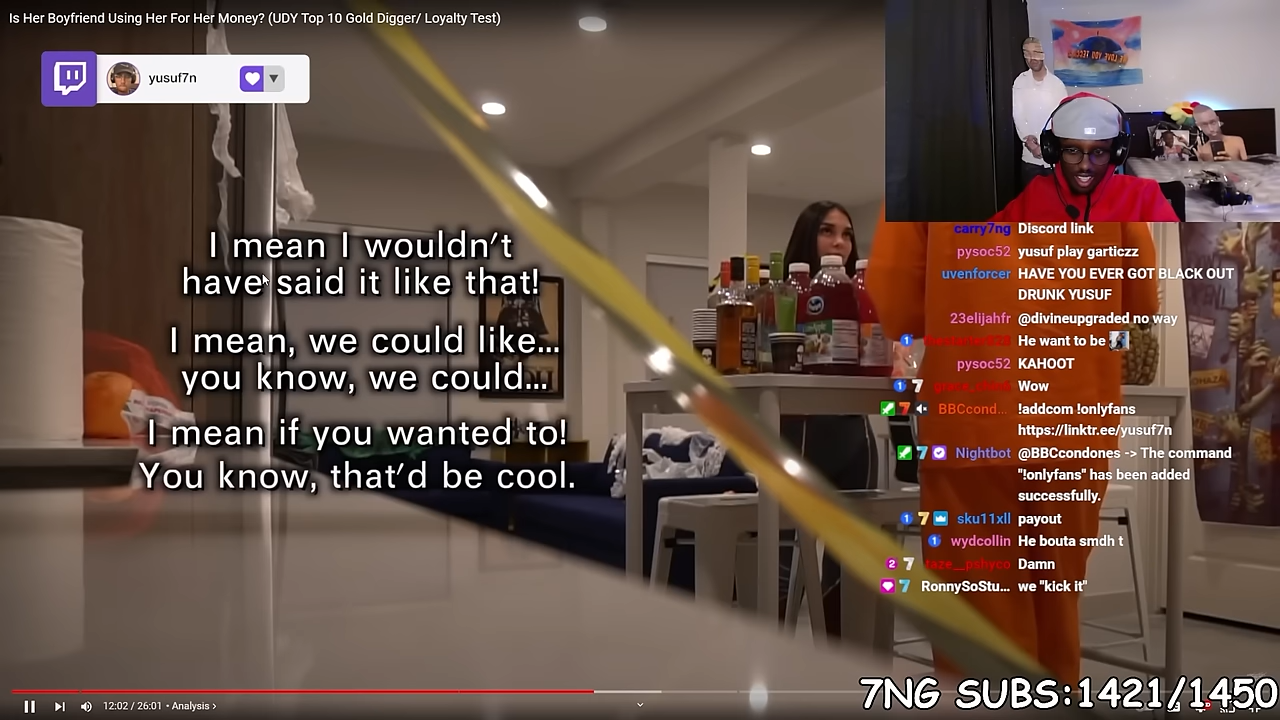 Is Her Boyfriend Using Her For Her Money? (UDY Top 10 Gold Digger/ Loyalty Test)
yusuf7n
I mean I wouldn't
have said it like that!
I mean, we could like...
you know, we could...
I mean if you wanted to!
You know, that'd be cool.
carry7ng Discord link
pysoc52 yusuf play garticzz
uvenforcer HAVE YOU EVER GOT BLACK OUT
DRUNK YUSUF
23elijahfr @divineupgraded no way
He want to be
pysoc52 KAHOOT
Wow
BBCcond... !addcom !onlyfans
https://linktr.ee/yusuf7n
Nightbot @BBCcondones -> The command
"!onlyfans" has been added
successfully.
sku11xll payout
wydcollin He bouta smdh t
taze__pshyco Damn
RonnySoStu... we "kick it"
7NG SUBS:1421/1450
12:02 / 26:01 • Analysis ›